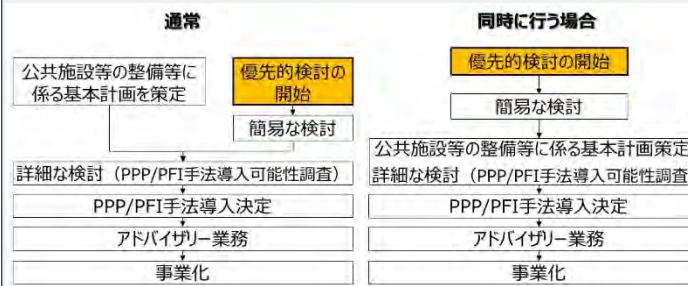 通常
公共施設等の整備等に
係る基本計画を策定
優先的検討の
開始
簡易な検討
詳細な検討（PPP/PFI手法導入可能性調査）
PPP/PFI手法導入決定
アドバイザリー業務
事業化
同時に行う場合
優先的検討の開始
簡易な検討
公共施設等の整備等に係る基本計画策定
詳細な検討（PPP/PFI手法導入可能性調査
PPP/PFI手法導入決定
アドバイザリー業務
事業化